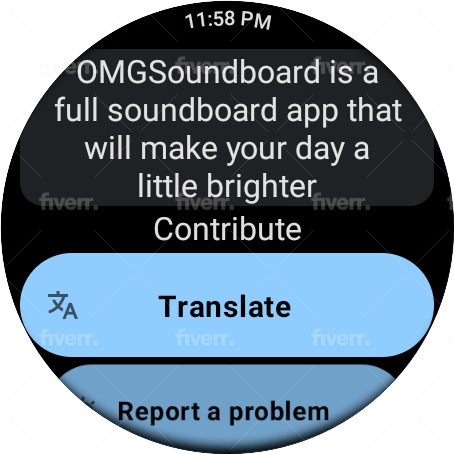 11:58 PM
OMGSoundboard is a
full soundboard app that
will make your day a
little brighter
Contribute
Translate
Report a problem
fiverr.
fiverr.
fiverr.
fiverr.
fiverr.
fiverr.
fiverr.
fiverr.